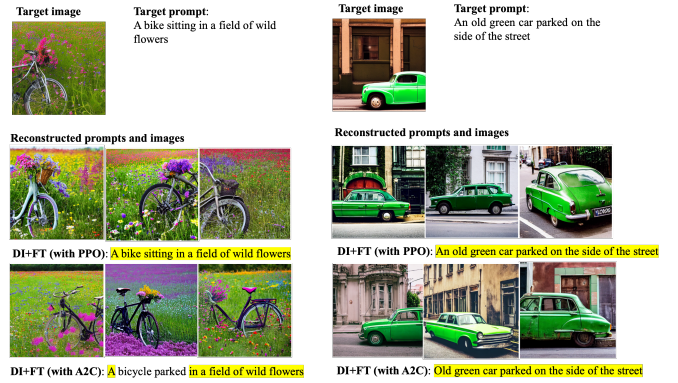 Target image
Target prompt:
A bike sitting in a field of wild
flowers
Reconstructed prompts and images
DI+FT (with PPO): A bike sitting in a field of wild flowers
DI+FT (with A2C): A bicycle parked in a field of wild flowers
Target image
Target prompt:
An old green car parked on the
side of the street
Reconstructed prompts and images
DI+FT (with PPO): An old green car parked on the side of the street
DI+FT (with A2C): Old green car parked on the side of the street